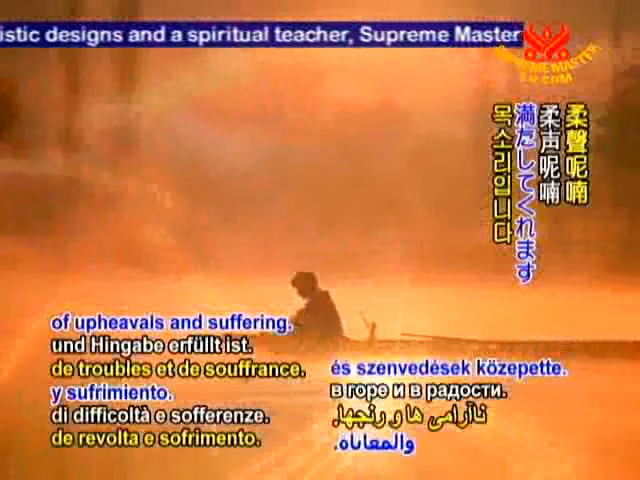 istic designs and a spiritual teacher, Supreme Master
SUPREMEMASTER
TV.COM
柔聲呢喃
柔声呢喃
満たしてくれます
목소리입니다
of upheavals and suffering.
und Hingabe erfüllt ist.
de troubles et de souffrance.
y sufrimiento.
di difficoltà e sofferenze.
de revolta e sofrimento.
és szenvedések közepette.
в горе и в радости.
ناآرامی ها و رنجها.
والمعاناة.